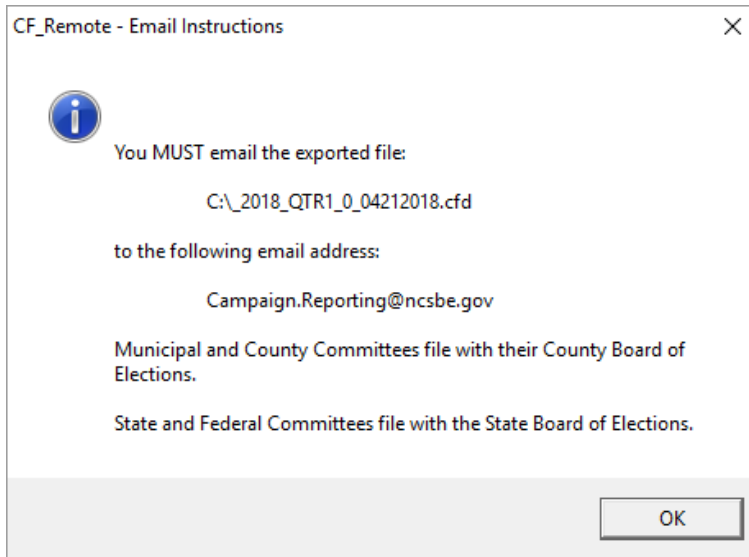 CF_Remote - Email Instructions
You MUST email the exported file:
C:\_2018_QTR1_0_04212018.cfd
to the following email address:
Campaign.Reporting@ncsbe.gov
Municipal and County Committees file with their County Board of
Elections.
State and Federal Committees file with the State Board of Elections.
OK